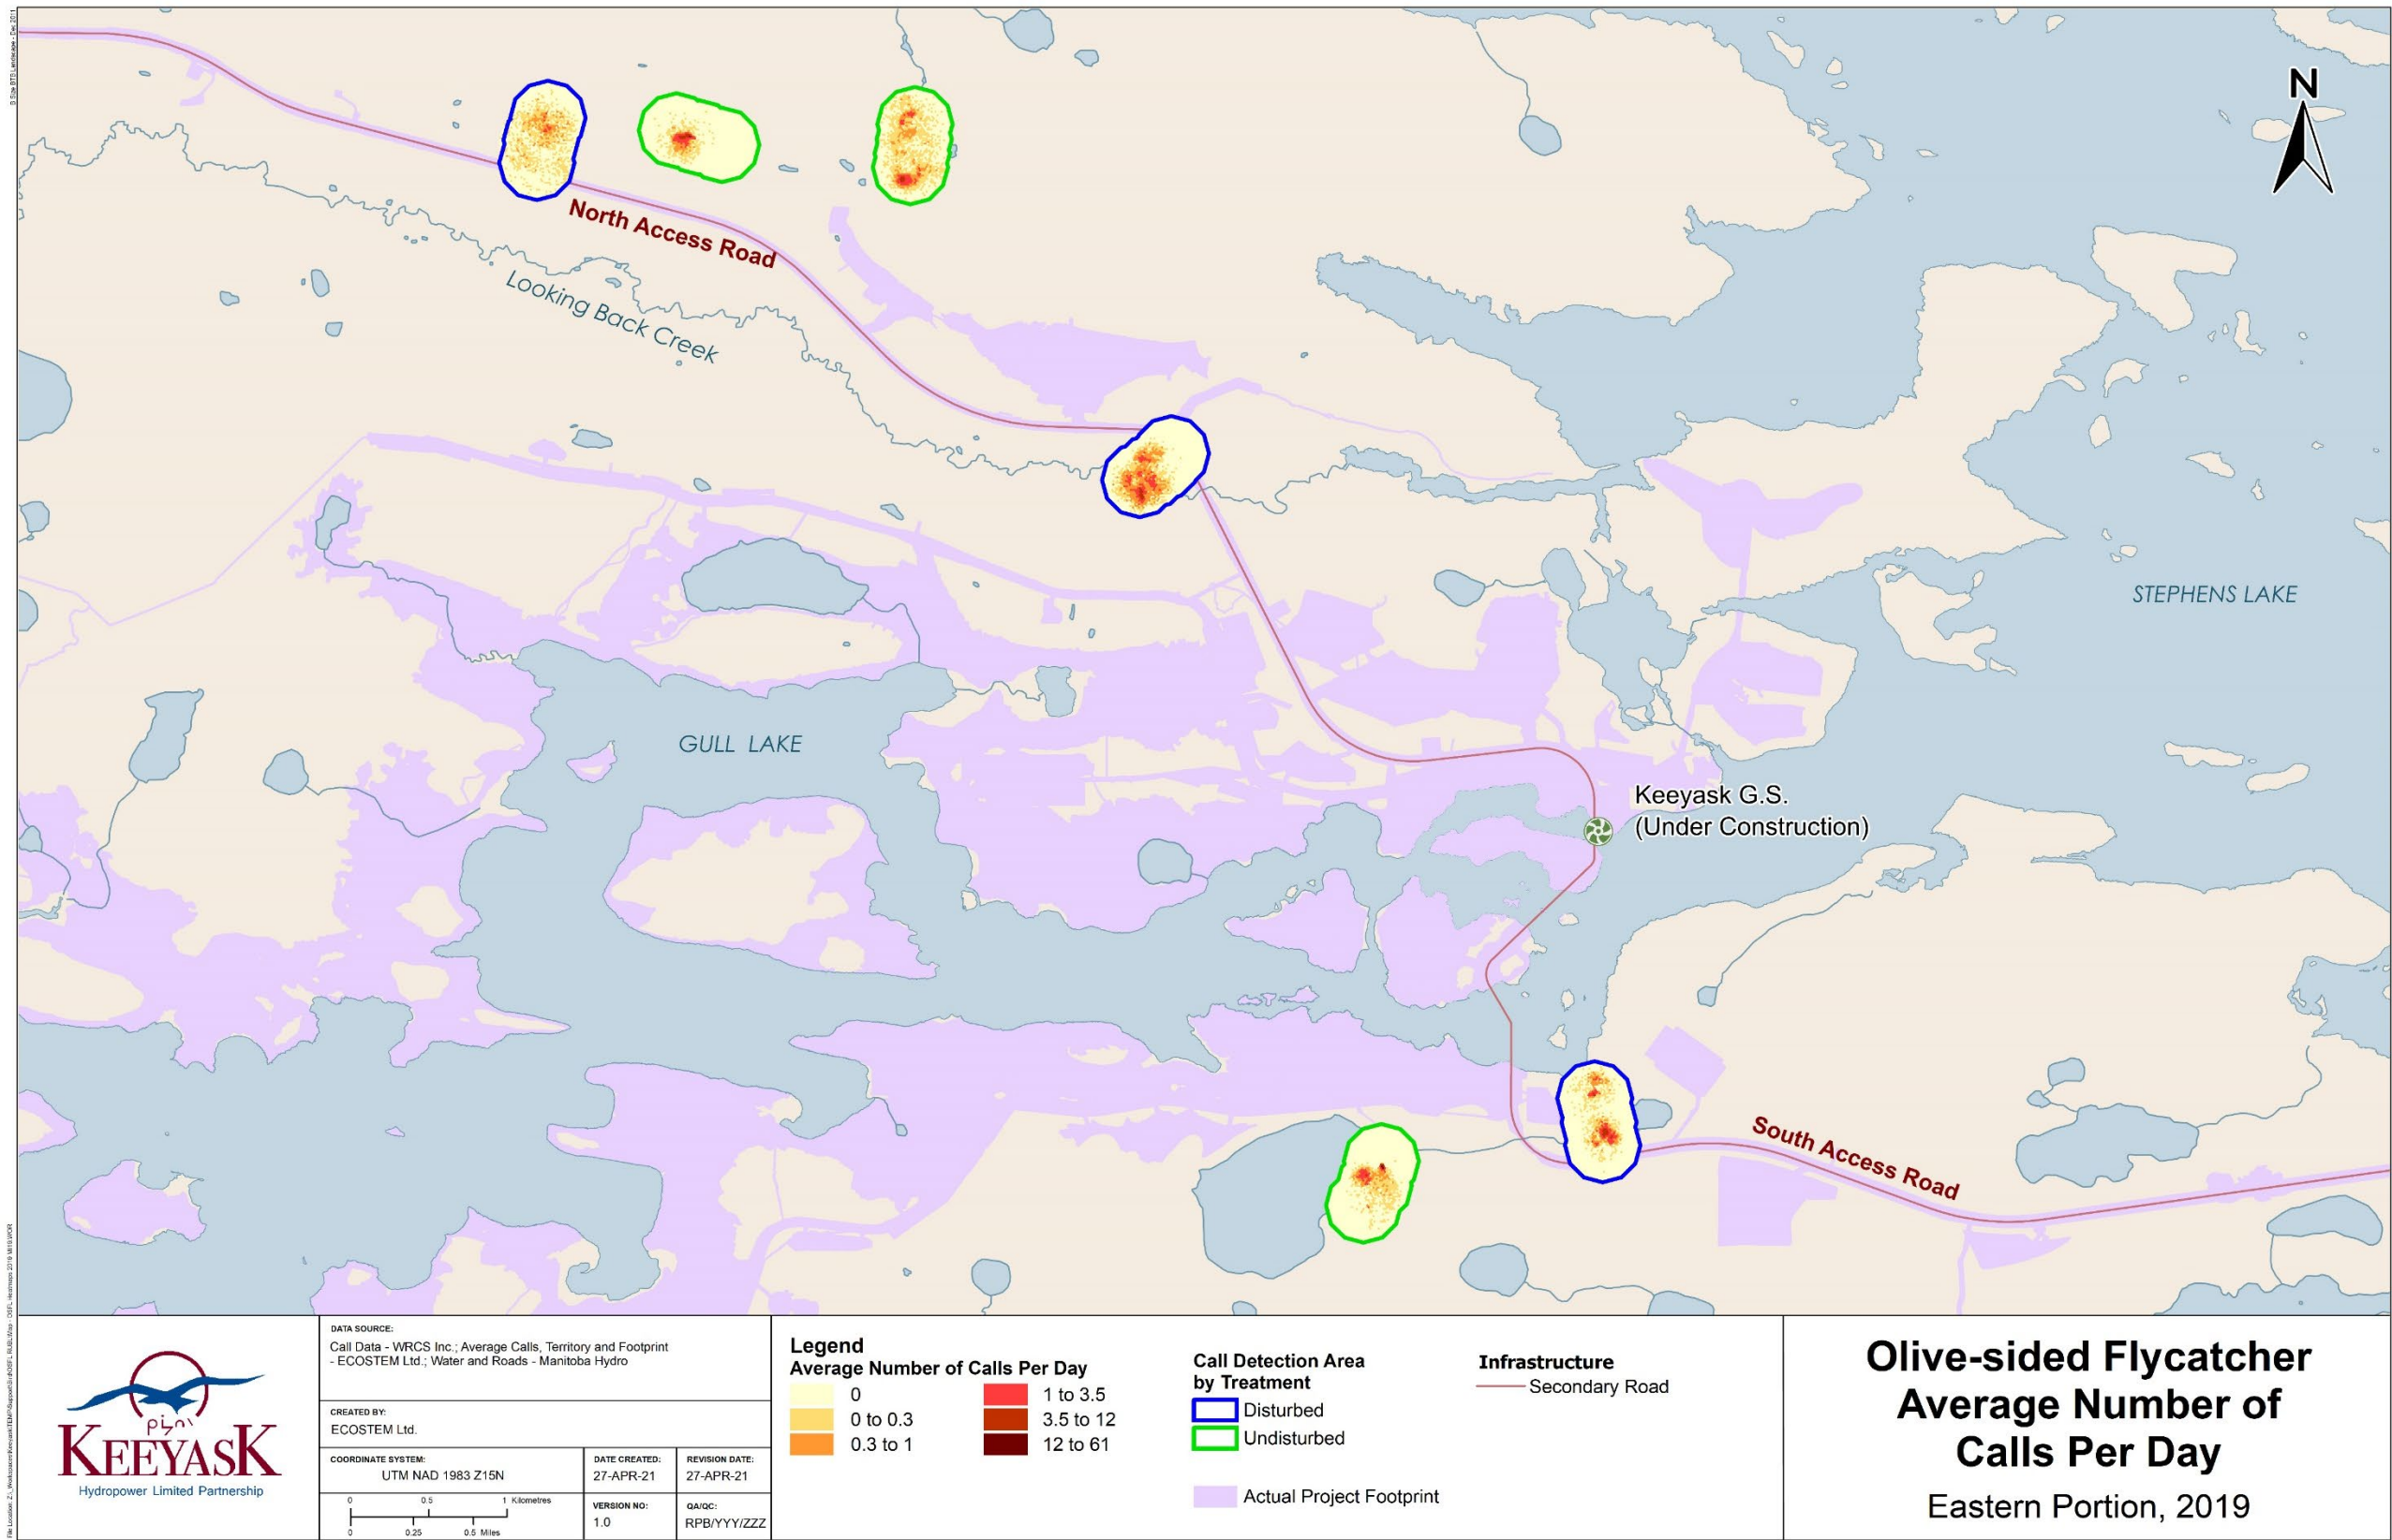 N
North Access Road
Looking Back Creek
STEPHENS LAKE
GULL LAKE
Keeyask G.S.
(Under Construction)
South Access Road
KEEYASK
Hydropower Limited Partnership
DATA SOURCE:
Call Data - WRCS Inc.; Average Calls, Territory and Footprint
- ECOSTEM Ltd.; Water and Roads - Manitoba Hydro
CREATED BY:
ECOSTEM Ltd.
COORDINATE SYSTEM:
UTM NAD 1983 Z15N
DATE CREATED:
27-APR-21
REVISION DATE:
27-APR-21
0 0.5 1 Kilometres
0 0.25 0.5 Miles
VERSION NO:
1.0
QA/QC:
RPB/YYY/ZZZ
Legend
Average Number of Calls Per Day
0
0 to 0.3
0.3 to 1
1 to 3.5
3.5 to 12
12 to 61
Call Detection Area
by Treatment
Disturbed
Undisturbed
Actual Project Footprint
Infrastructure
Secondary Road
Olive-sided Flycatcher
Average Number of
Calls Per Day
Eastern Portion, 2019